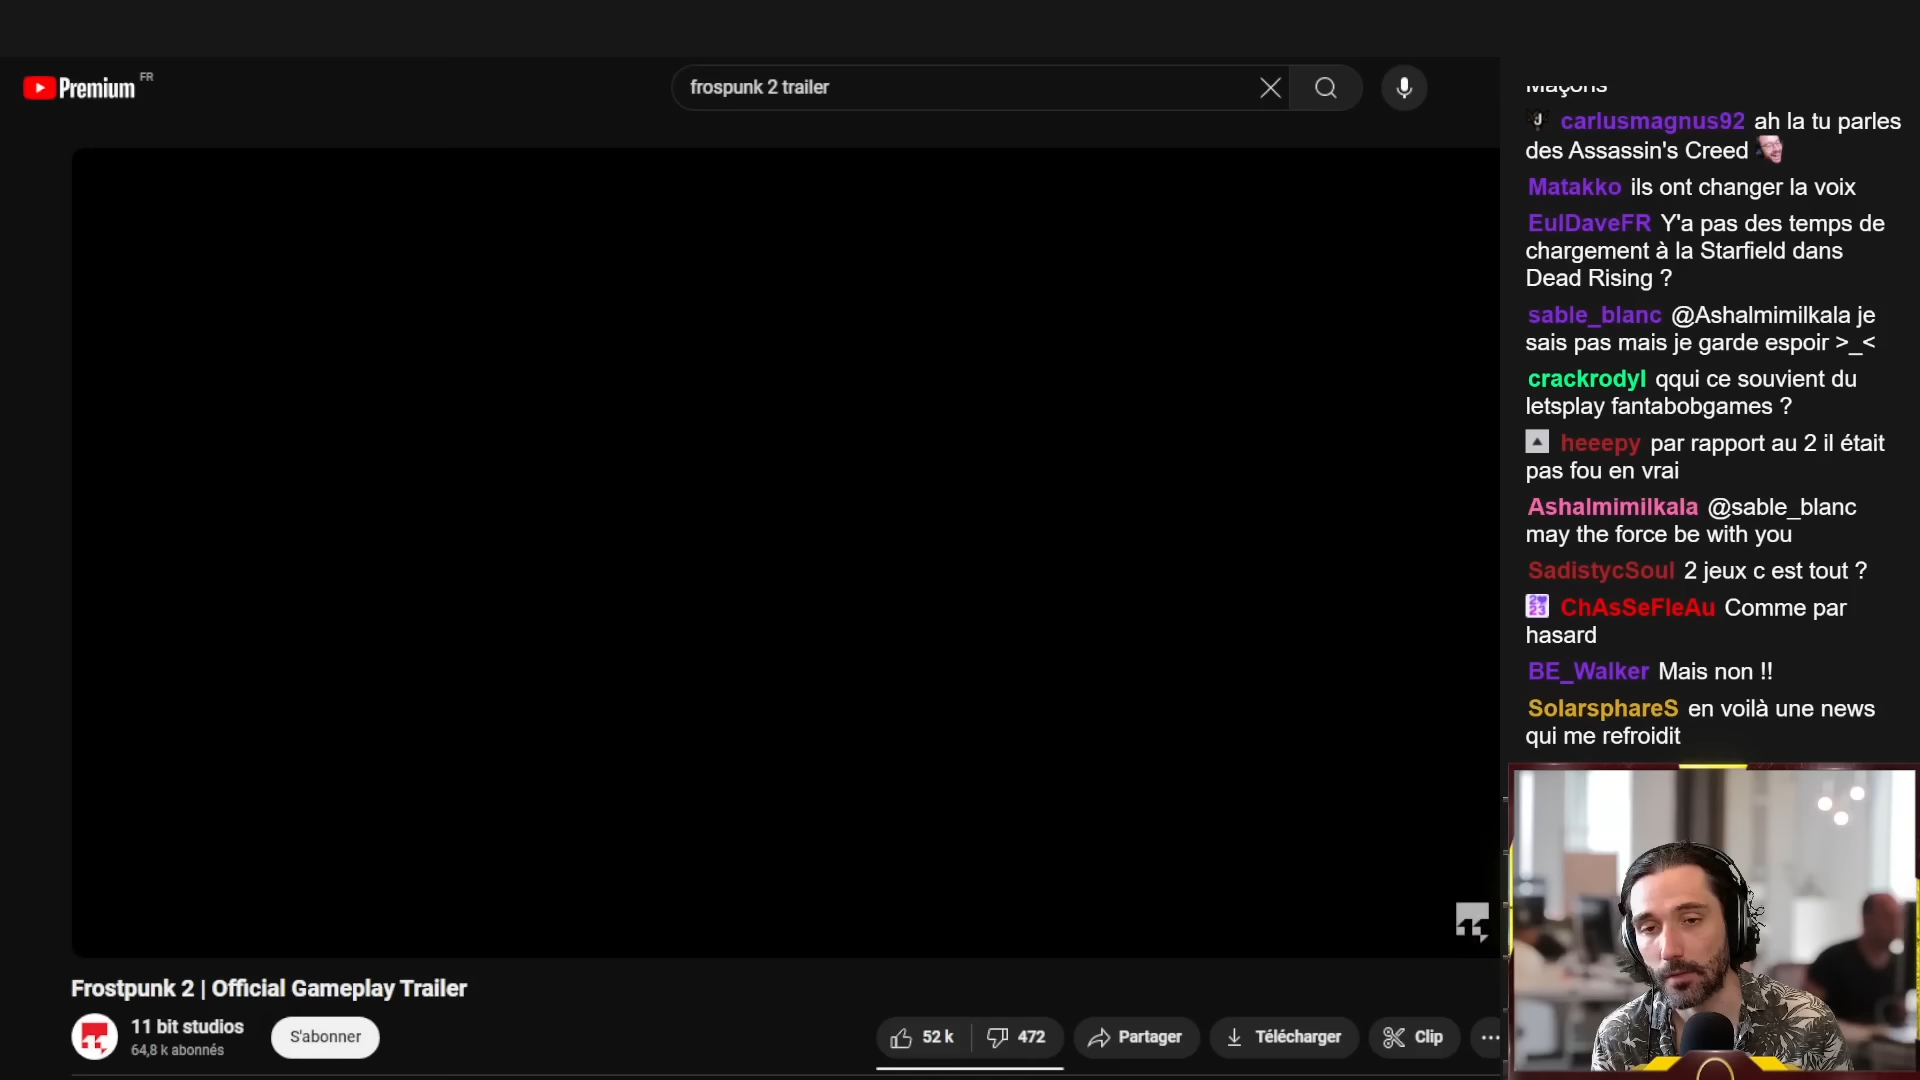 Premium FR
frospunk 2 trailer
Maçons
carlusmagnus92 ah la tu parles
des Assassin's Creed
Matakko ils ont changer la voix
EulDaveFR Y'a pas des temps de
chargement à la Starfield dans
Dead Rising ?
sable_blanc @Ashalmimilkala je
sais pas mais je garde espoir >_<
crackrodyl qqui ce souvient du
letsplay fantabobgames ?
heeepy par rapport au 2 il était
pas fou en vrai
Ashalmimilkala @sable_blanc
may the force be with you
SadistycSoul 2 jeux c est tout ?
ChAsSeFleAu Comme par
hasard
BE_Walker Mais non !!
SolarsphareS en voilà une news
qui me refroidit
Frostpunk 2 | Official Gameplay Trailer
11 bit studios
64,8 k abonnés
S'abonner
52 k
472
Partager
Télécharger
Clip